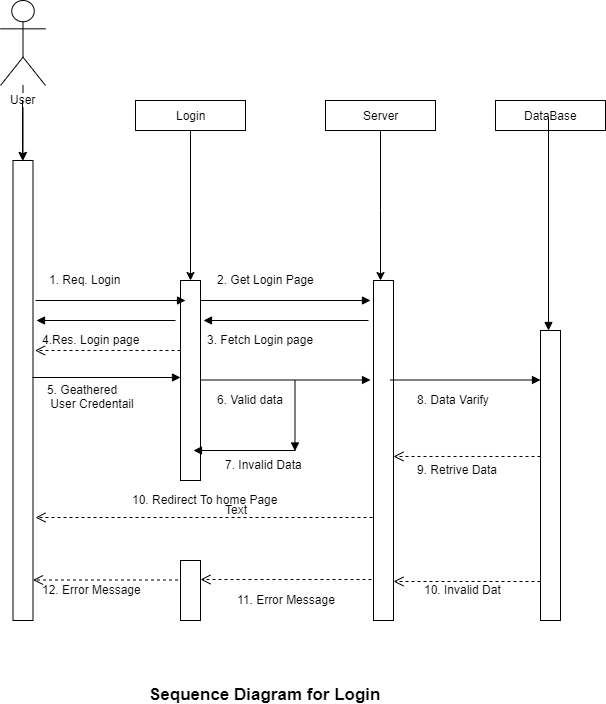 User
Login
Server
DataBase
1. Req. Login
2. Get Login Page
4.Res. Login page
3. Fetch Login page
5. Geathered
User Credentail
6. Valid data
8. Data Varify
7. Invalid Data
9. Retrive Data
10. Redirect To home Page
Text
12. Error Message
11. Error Message
10. Invalid Dat
Sequence Diagram for Login